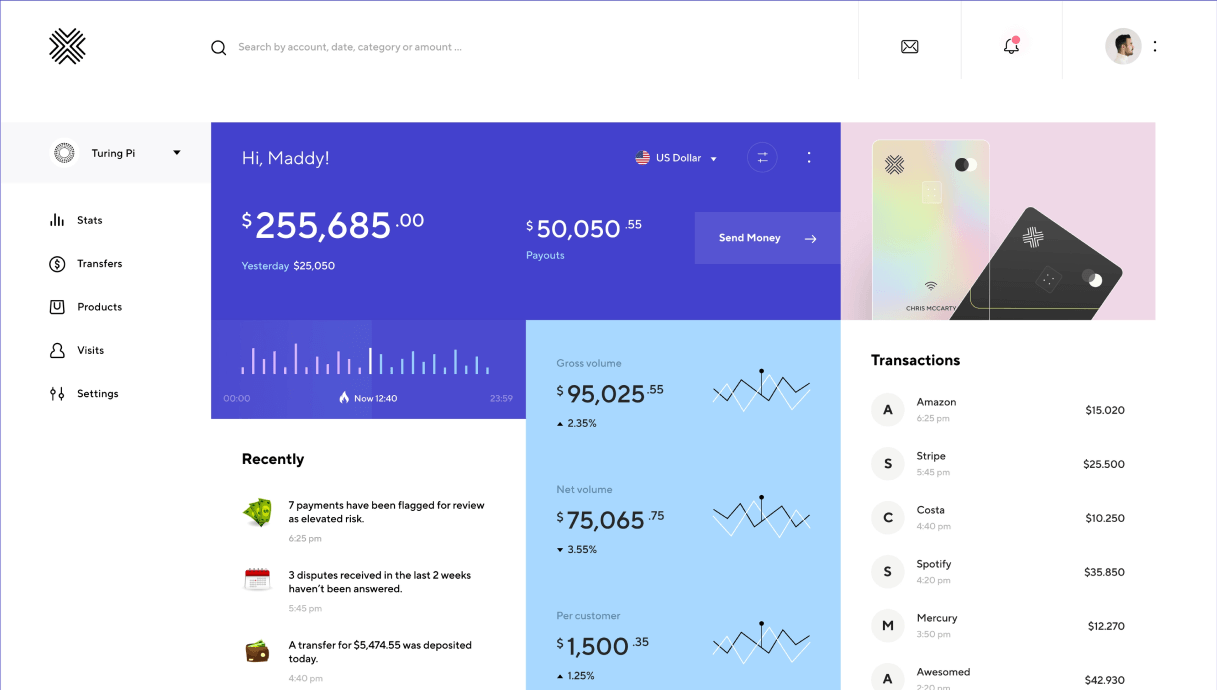 Search by account, date, category or amount ...
Turing Pi
Stats
Transfers
Products
Visits
Settings
Hi, Maddy!
US Dollar
$255,685.00
Yesterday $25,050
$50,050.55
Payouts
Send Money
CHRIS MCCARTY
00:00
Now 12:40
23:59
Recently
7 payments have been flagged for review
as elevated risk.
6:25 pm
3 disputes received in the last 2 weeks
haven't been answered.
5:45 pm
A transfer for $5,474.55 was deposited
today.
4:40 pm
Gross volume
$95,025.55
2.35%
Net volume
$75,065.75
3.55%
Per customer
$1,500.35
1.25%
Transactions
A
Amazon
6:25 pm
$15.020
S
Stripe
5:45 pm
$25.500
C
Costa
4:40 pm
$10.250
S
Spotify
4:20 pm
$35.850
M
Mercury
3:50 pm
$12.270
A
Awesomed
2:20 pm
$42.930